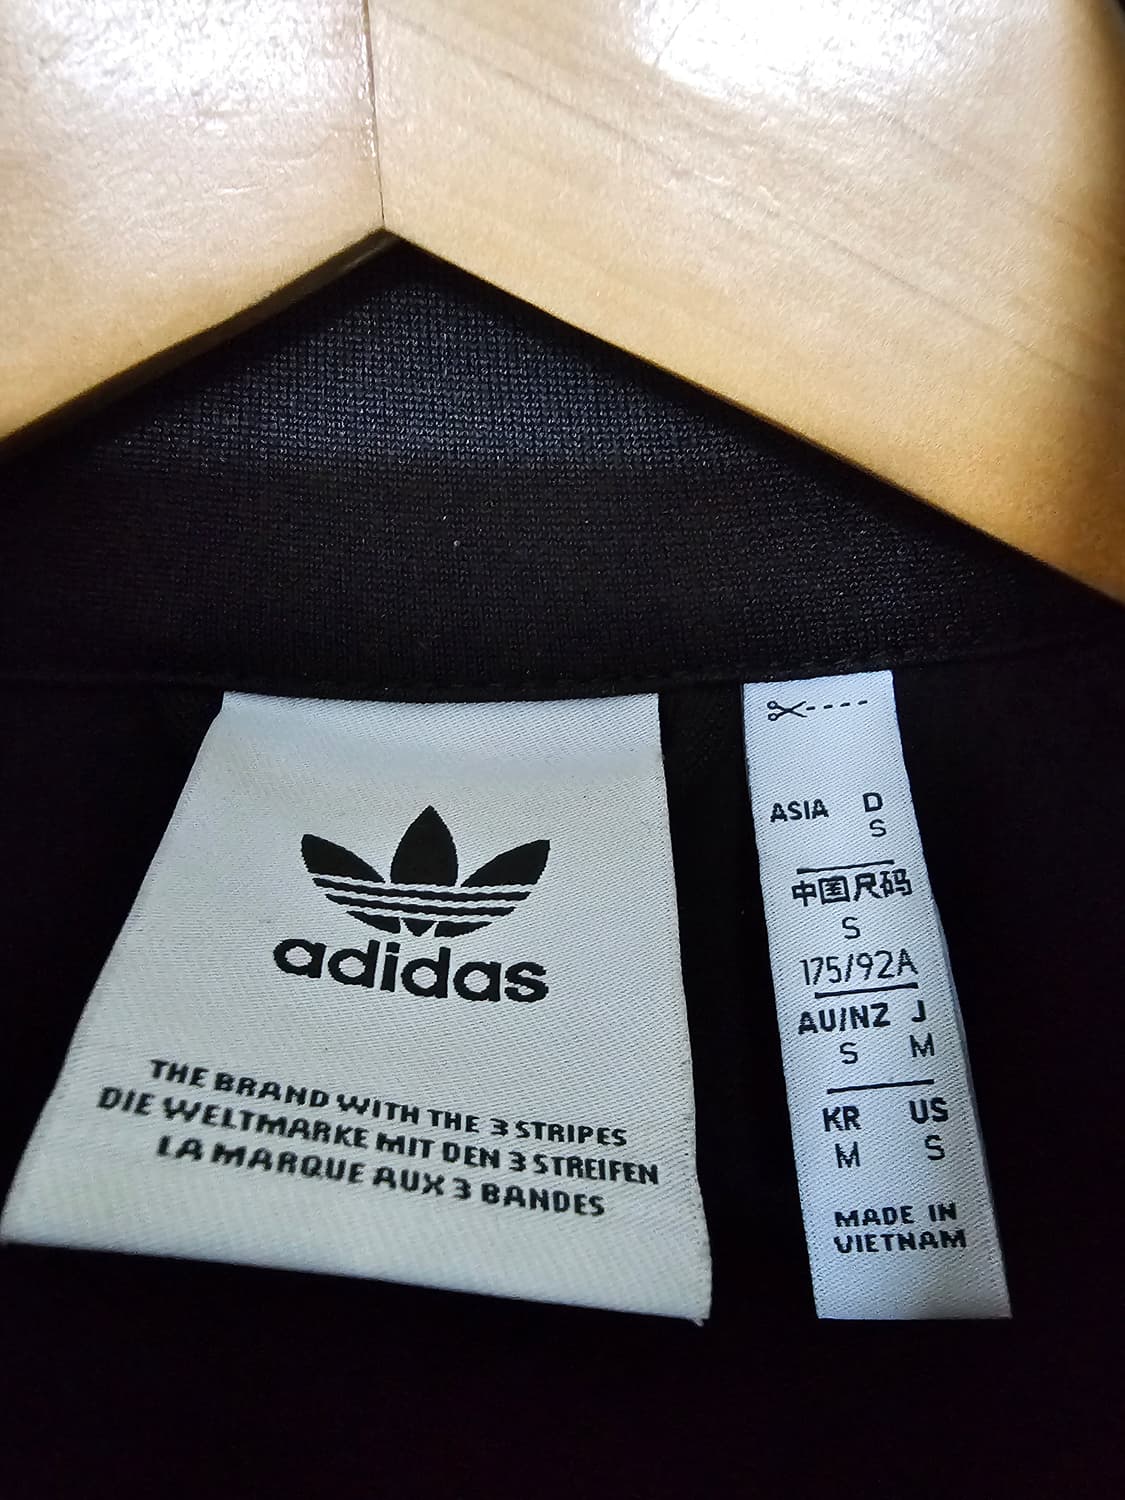 adidas
THE BRAND WITH THE 3 STRIPES
DIE WELTMARKE MIT DEN 3 STREIFEN
LA MARQUE AUX 3 BANDES
ASIA D
S
中国尺码
S
175/92A
AU/NZ J
S M
KR US
M S
MADE IN
VIETNAM